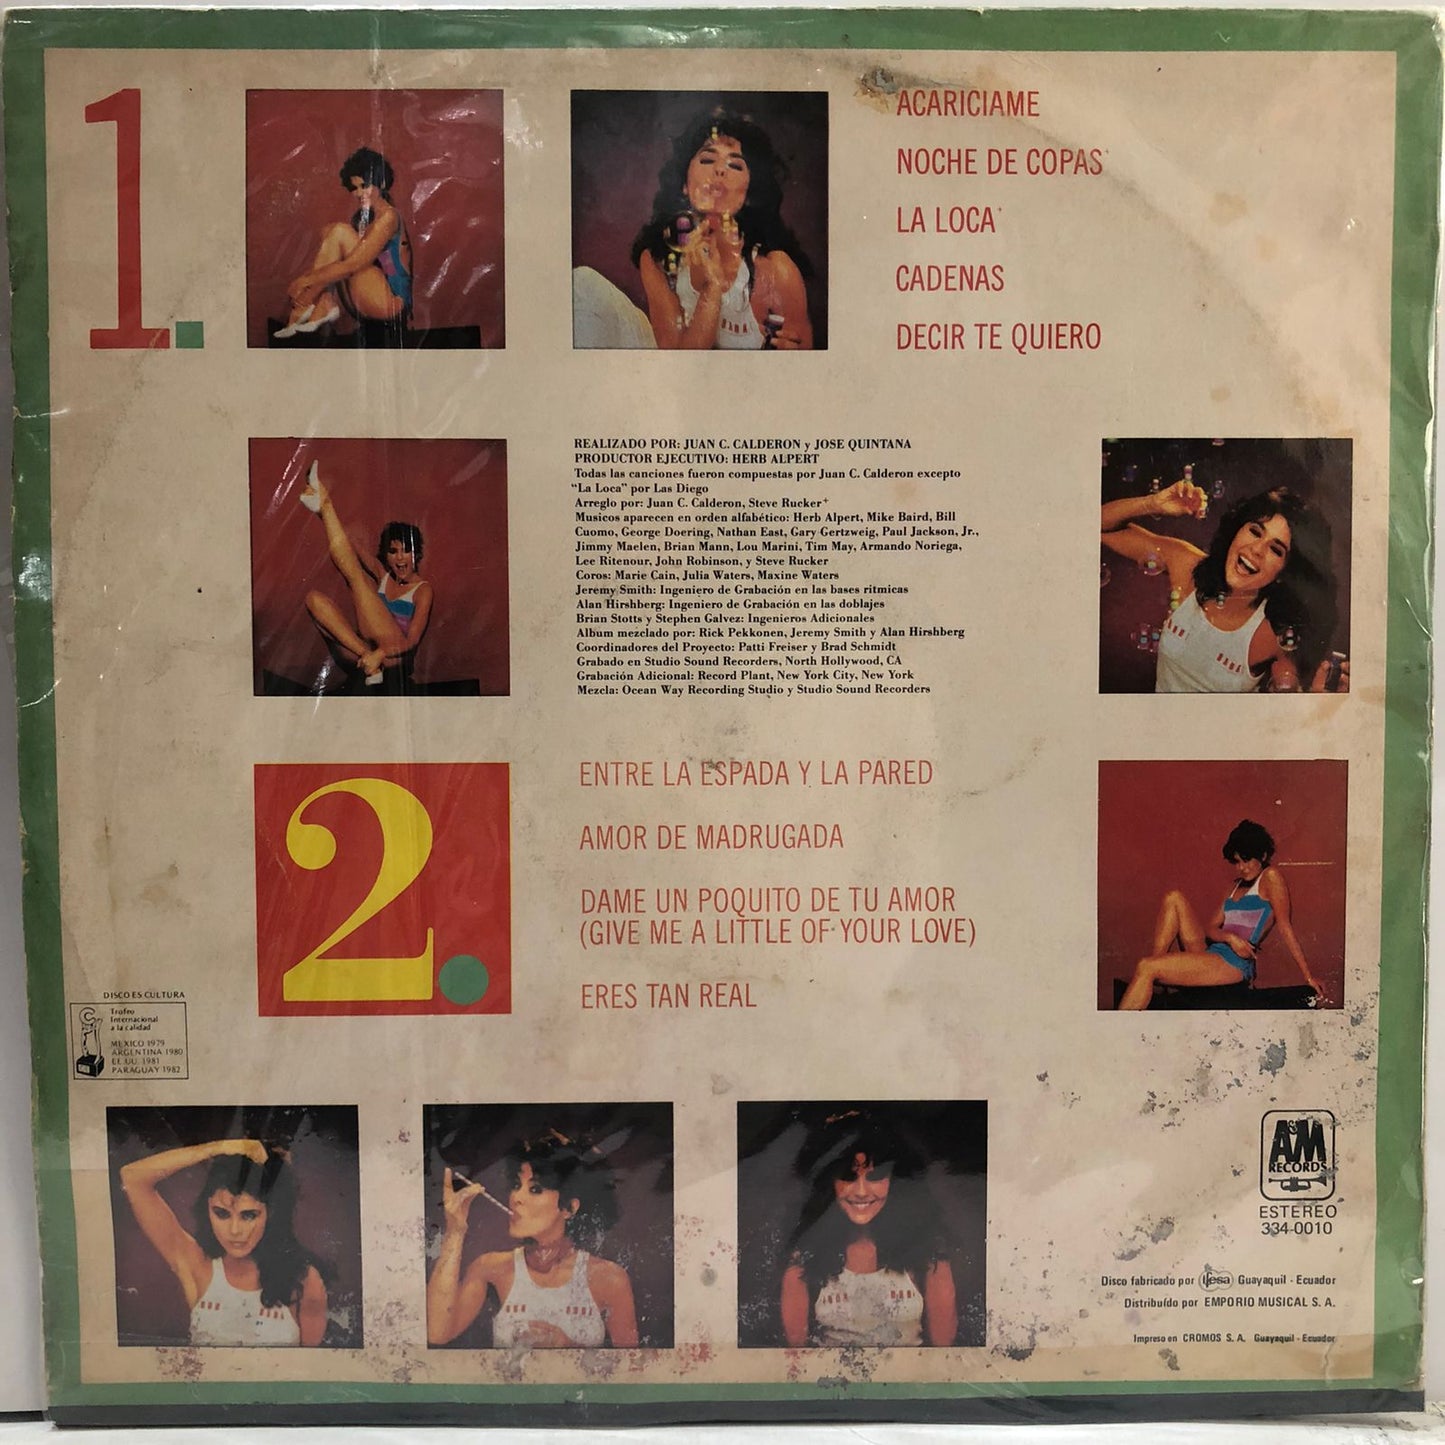 1.
ACARICIAME
NOCHE DE COPAS+
LA LOCA+
CADENAS
DECIR TE QUIERO
REALIZADO POR: JUAN C. CALDERON y JOSE QUINTANA
PRODUCTOR EJECUTIVO: HERB ALPERT
Todas las canciones fueron compuestas por Juan C. Calderon excepto
"La Loca" por Las Diego
Arreglo por: Juan C. Calderon, Steve Rucker+
Musicos aparecen en orden alfabético: Herb Alpert, Mike Baird, Bill
Cuomo, George Doering, Nathan East, Gary Gertzweig, Paul Jackson, Jr.,
Jimmy Maelen, Brian Mann, Lou Marini, Tim May, Armando Noriega,
Lee Ritenour, John Robinson, y Steve Rucker
Coros: Marie Cain, Julia Waters, Maxine Waters
Jeremy Smith: Ingeniero de Grabación en las bases ritmicas
Alan Hirshberg: Ingeniero de Grabación en las doblajes
Brian Stotts y Stephen Galvez: Ingenieros Adicionales
Album mezclado por: Rick Pekkonen, Jeremy Smith y Alan Hirshberg
Coordinadores del Proyecto: Patti Freiser y Brad Schmidt
Grabado en Studio Sound Recorders, North Hollywood, CA
Grabación Adicional: Record Plant, New York City, New York
Mezcla: Ocean Way Recording Studio y Studio Sound Recorders
2.
ENTRE LA ESPADA Y LA PARED
AMOR DE MADRUGADA
DAME UN POQUITO DE TU AMOR
(GIVE ME A LITTLE OF YOUR LOVE)
ERES TAN REAL
DISCO ES CULTURA
Trofeo
Internacional
a la calidad
MEXICO 1979
ARGENTINA 1980
EE.UU. 1981
PARAGUAY 1982
A&M
RECORDS
ESTEREO
334-0010
Disco fabricado por ifesa Guayaquil - Ecuador
Distribuído por EMPORIO MUSICAL S. A.
Impreso en CROMOS S. A. Guayaquil - Ecuador